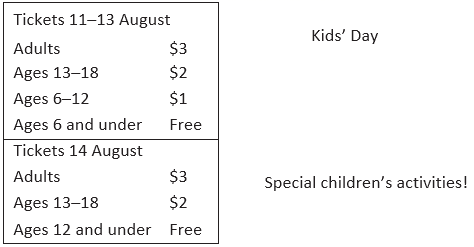 Tickets 11–13 August
Adults $3
Ages 13–18 $2
Ages 6–12 $1
Ages 6 and under Free
Kids’ Day
Tickets 14 August
Adults $3
Ages 13–18 $2
Ages 12 and under Free
Special children’s activities!